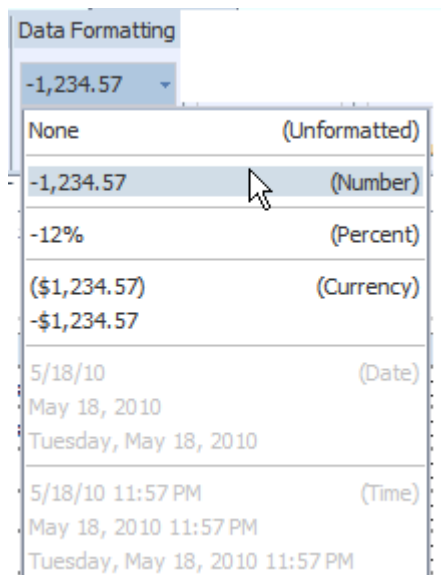 Data Formatting
-1,234.57
None (Unformatted)
-1,234.57 (Number)
-12% (Percent)
($1,234.57) (Currency)
-$1,234.57
5/18/10 (Date)
May 18, 2010
Tuesday, May 18, 2010
5/18/10 11:57 PM (Time)
May 18, 2010 11:57 PM
Tuesday, May 18, 2010 11:57 PM